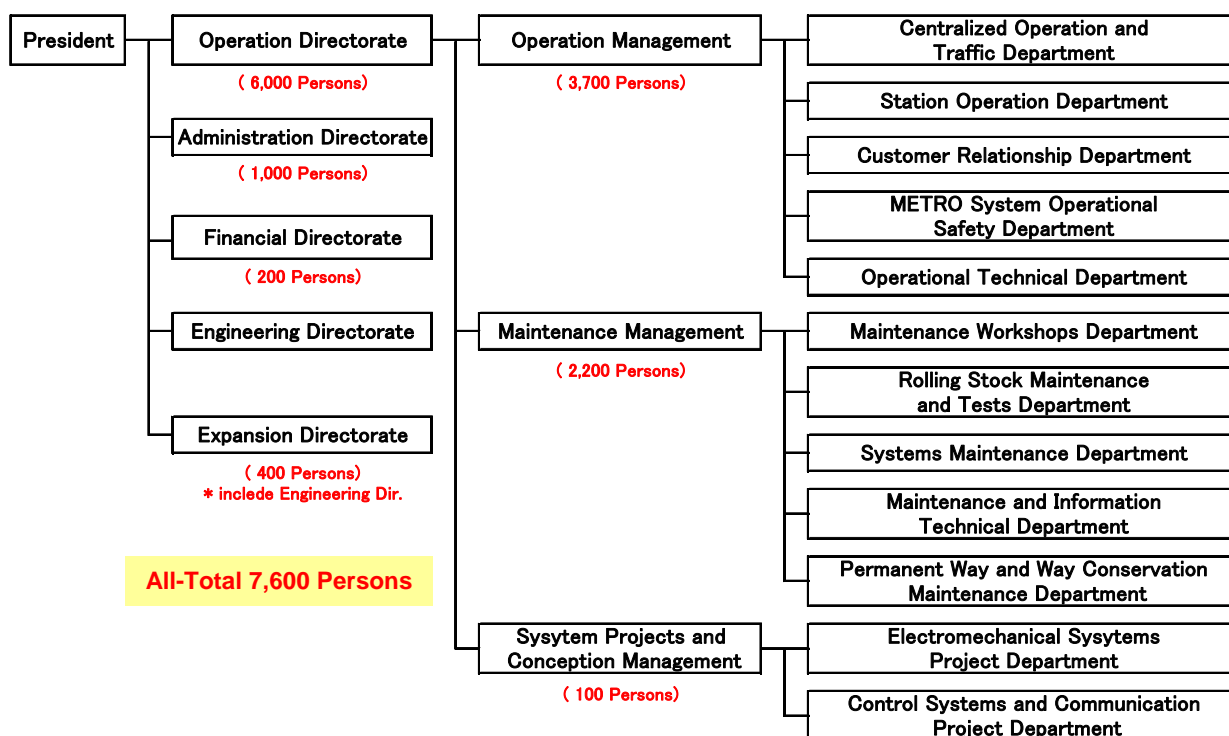 President
Operation Directorate
( 6,000 Persons)
Administration Directorate
( 1,000 Persons)
Financial Directorate
( 200 Persons)
Engineering Directorate
Expansion Directorate
( 400 Persons)
* inclede Engineering Dir.
All-Total 7,600 Persons
Operation Management
( 3,700 Persons)
Centralized Operation and
Traffic Department
Station Operation Department
Customer Relationship Department
METRO System Operational
Safety Department
Operational Technical Department
Maintenance Management
( 2,200 Persons)
Maintenance Workshops Department
Rolling Stock Maintenance
and Tests Department
Systems Maintenance Department
Maintenance and Information
Technical Department
Permanent Way and Way Conservation
Maintenance Department
Sysytem Projects and
Conception Management
( 100 Persons)
Electromechanical Sysytems
Project Department
Control Systems and Communication
Project Department